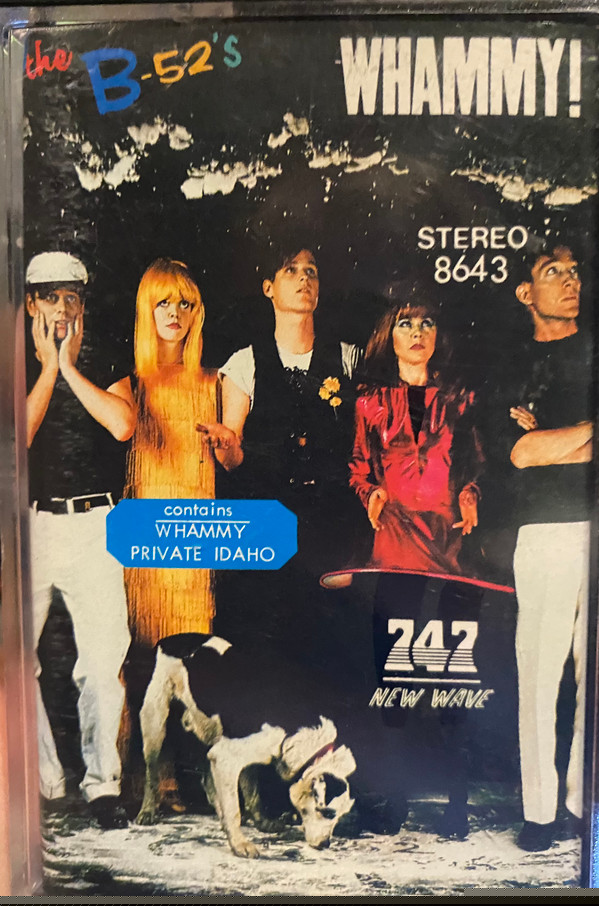 the B-52's
WHAMMY!
STEREO
8643
contains
WHAMMY
PRIVATE IDAHO
747
NEW WAVE